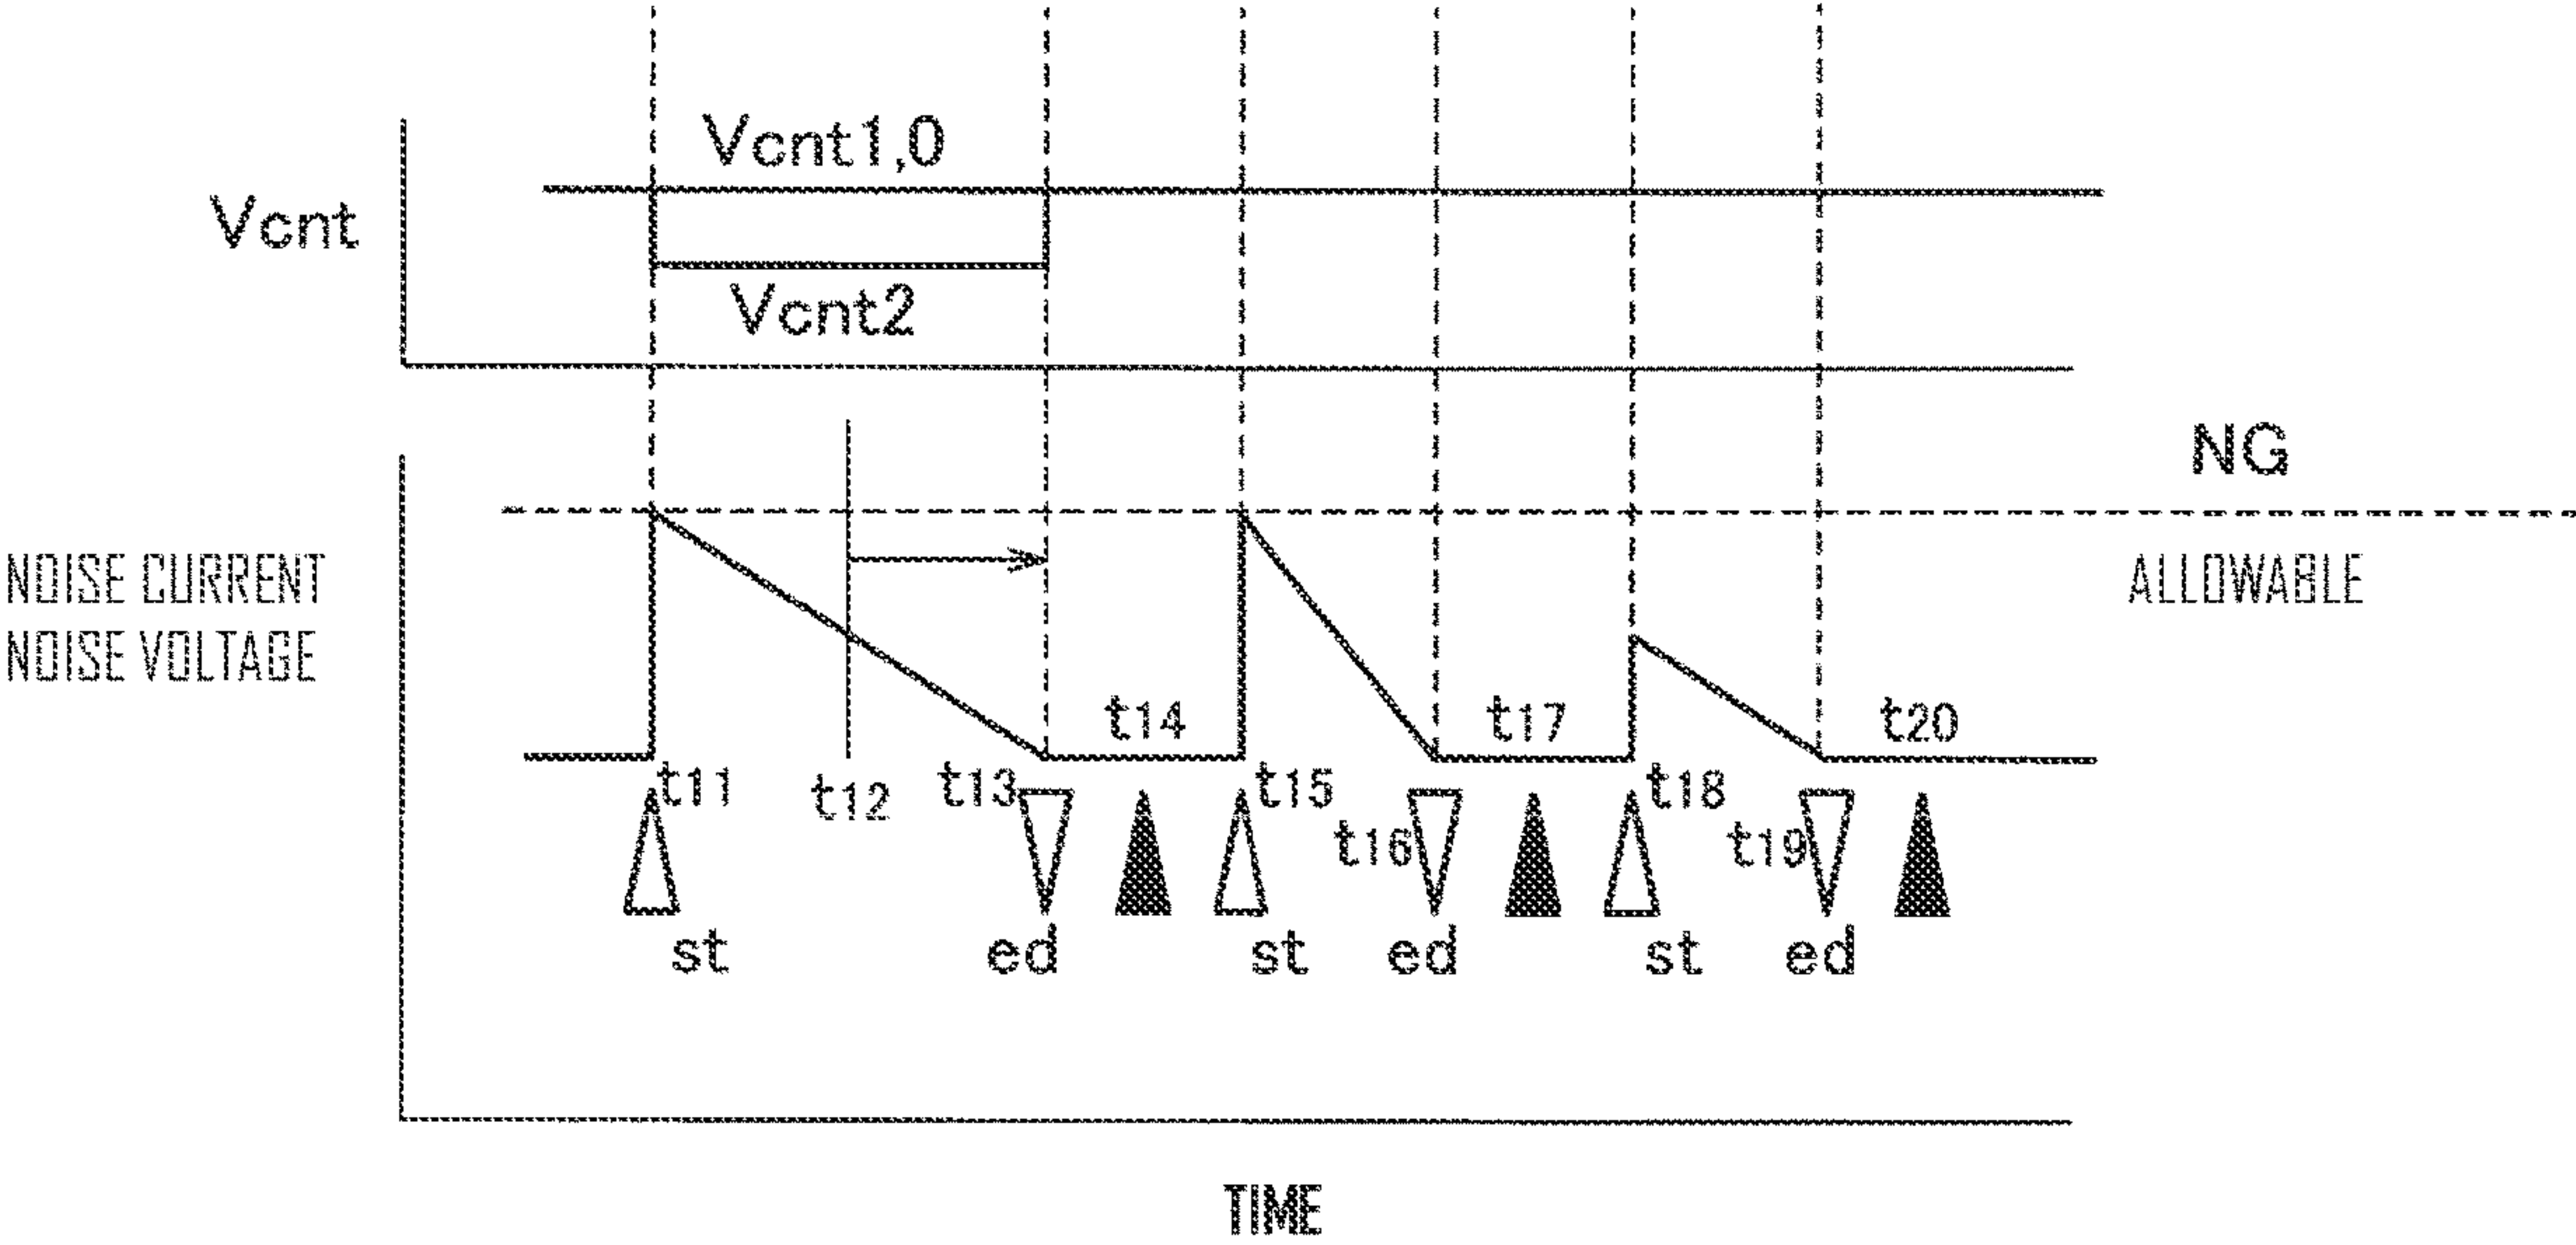 Vcnt1,0
Vcnt
Vcnt2
NG
ALLOWABLE
NOISE CURRENT
NOISE VOLTAGE
t14
t17
t20
t11
t12
t13
t15
t16
t18
t19
st
ed
st
ed
st
ed
TIME